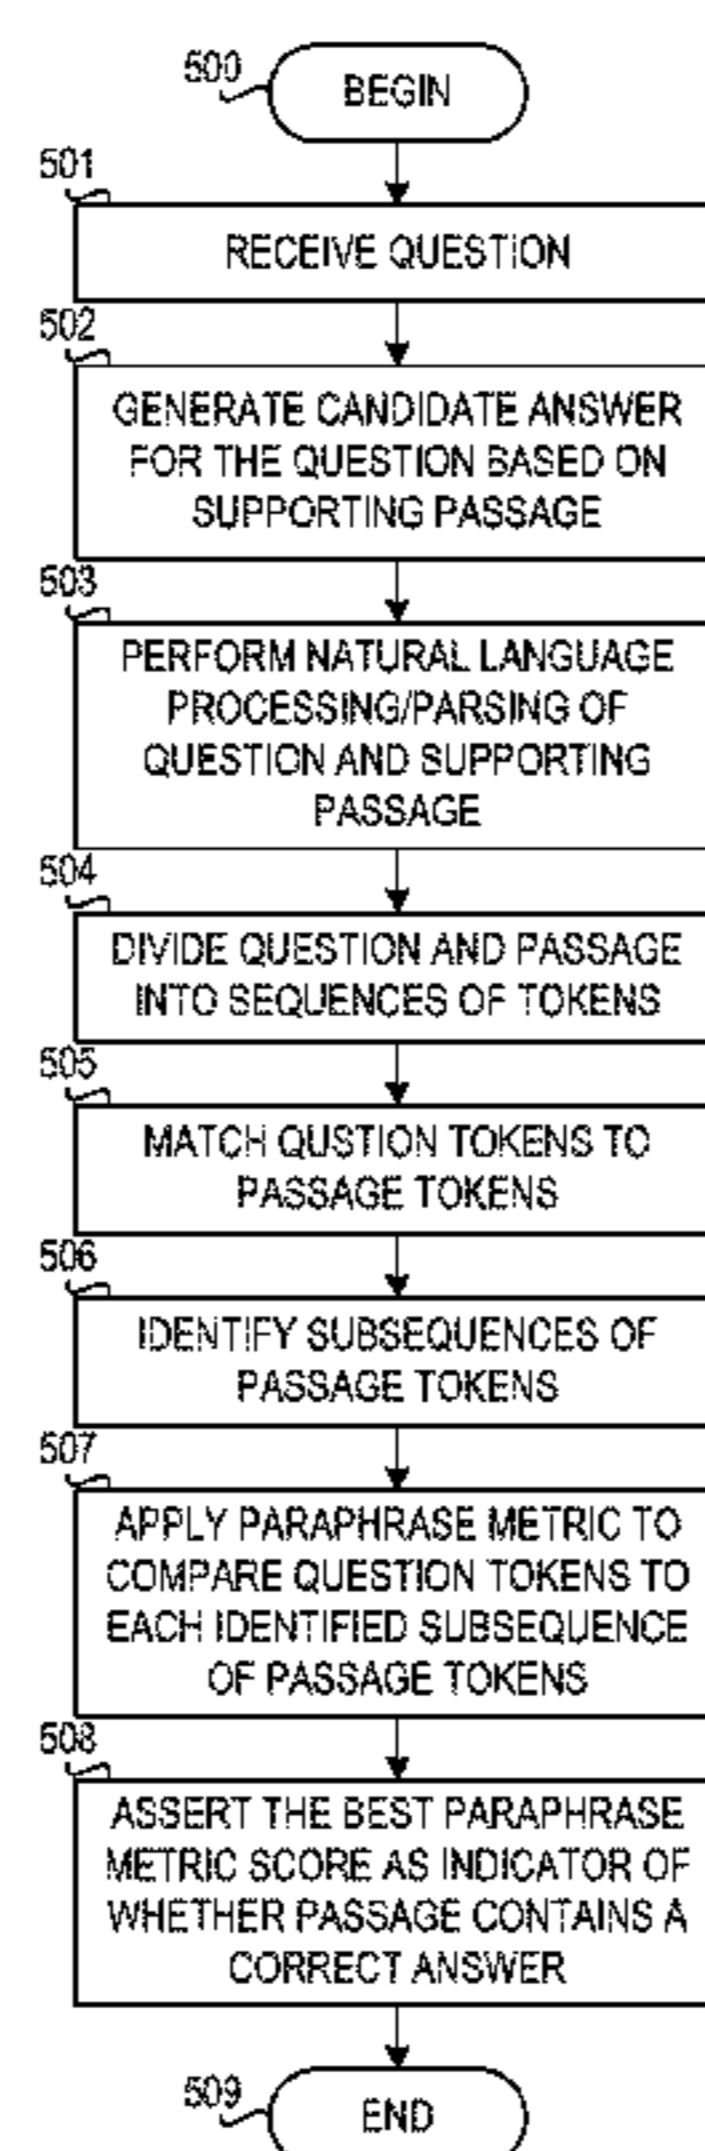 500
BEGIN
501
RECEIVE QUESTION
502
GENERATE CANDIDATE ANSWER
FOR THE QUESTION BASED ON
SUPPORTING PASSAGE
503
PERFORM NATURAL LANGUAGE
PROCESSING/PARSING OF
QUESTION AND SUPPORTING
PASSAGE
504
DIVIDE QUESTION AND PASSAGE
INTO SEQUENCES OF TOKENS
505
MATCH QUSTION TOKENS TO
PASSAGE TOKENS
506
IDENTIFY SUBSEQUENCES OF
PASSAGE TOKENS
507
APPLY PARAPHRASE METRIC TO
COMPARE QUESTION TOKENS TO
EACH IDENTIFIED SUBSEQUENCE
OF PASSAGE TOKENS
508
ASSERT THE BEST PARAPHRASE
METRIC SCORE AS INDICATOR OF
WHETHER PASSAGE CONTAINS A
CORRECT ANSWER
509
END